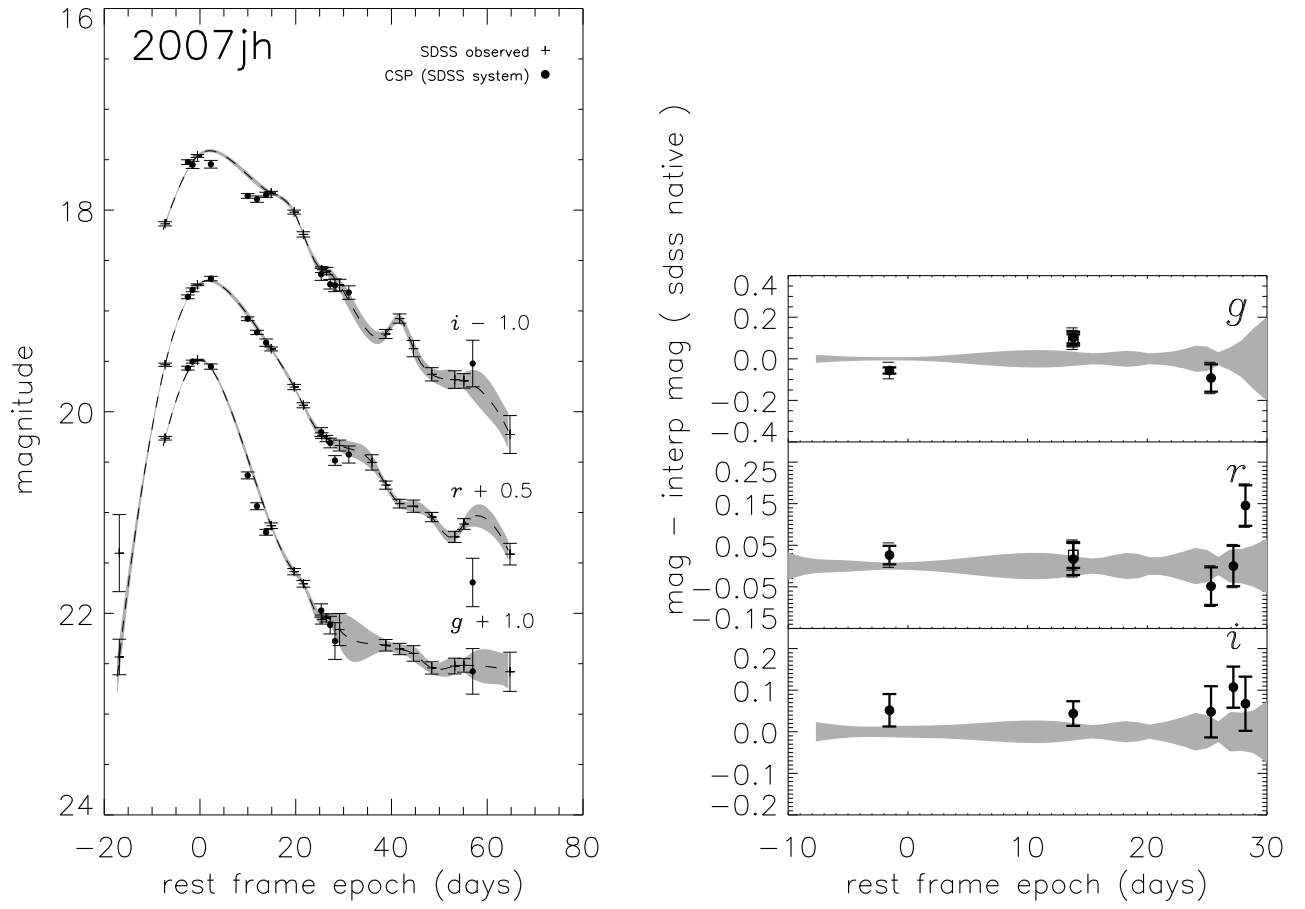 2007jh
SDSS observed +
CSP (SDSS system) ●
16
18
20
22
24
magnitude
i − 1.0
r + 0.5
g + 1.0
−20 0 20 40 60 80
rest frame epoch (days)
mag − interp mag ( sdss native )
g
0.4
0.2
0.0
−0.2
−0.4
r
0.25
0.15
0.05
−0.05
−0.15
i
0.2
0.1
0.0
−0.1
−0.2
−10 0 10 20 30
rest frame epoch (days)